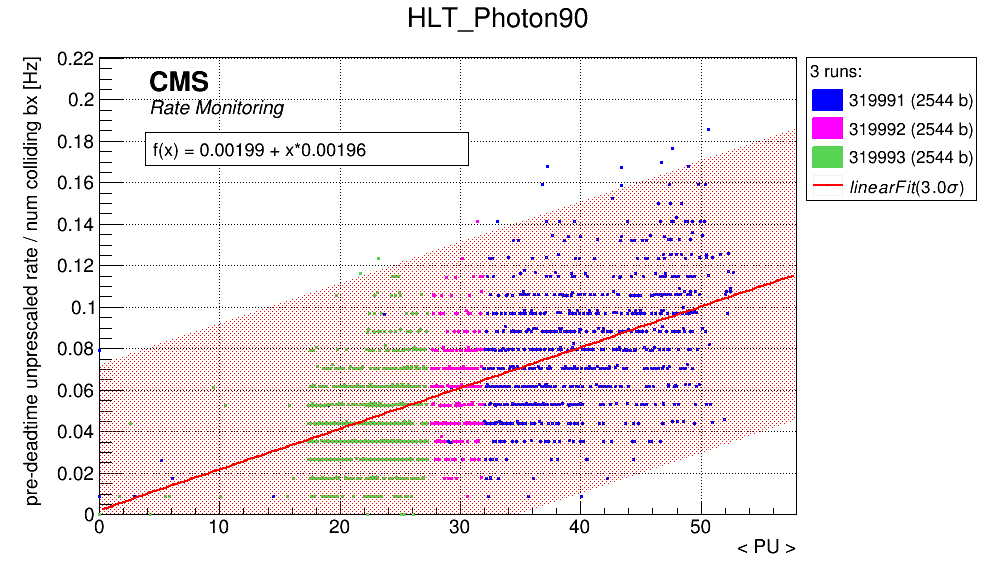 HLT_Photon90
pre-deadtime unprescaled rate / num colliding bx [Hz]
0.22
0.2
0.18
0.16
0.14
0.12
0.1
0.08
0.06
0.04
0.02
0
CMS
Rate Monitoring
f(x) = 0.00199 + x*0.00196
0 10 20 30 40 50
< PU >
3 runs:
319991 (2544 b)
319992 (2544 b)
319993 (2544 b)
linearFit(3.0σ)